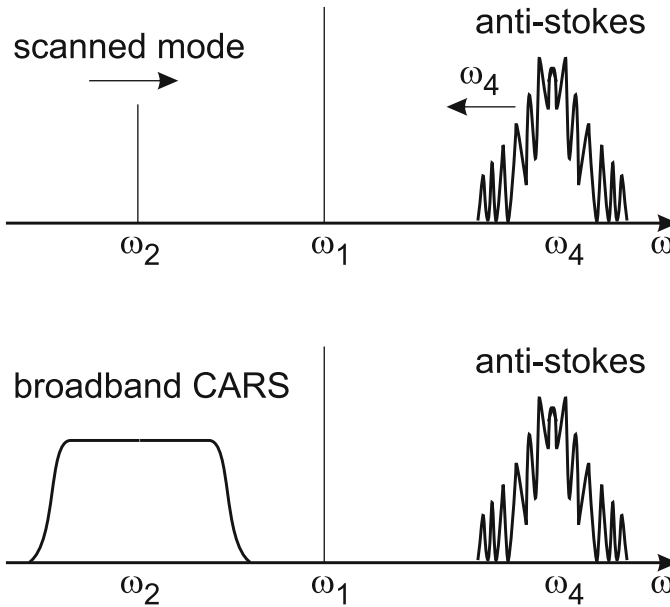 scanned mode
anti-stokes
ω4
ω2
ω1
ω4
ω
broadband CARS
anti-stokes
ω2
ω1
ω4
ω